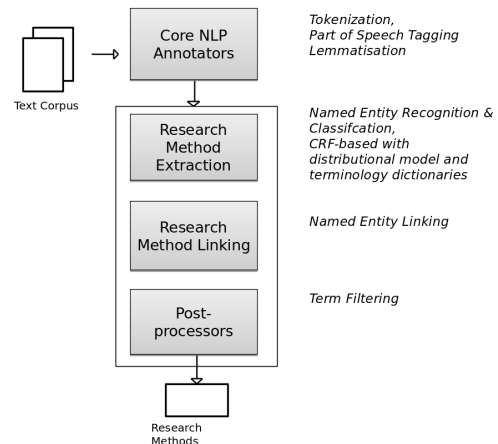 Core NLP
Annotators
Tokenization,
Part of Speech Tagging
Lemmatisation
Text Corpus
Research
Method
Extraction
Named Entity Recognition &
Classifcation,
CRF-based with
distributional model and
terminology dictionaries
Research
Method Linking
Named Entity Linking
Post-
processors
Term Filtering
Research
Methods